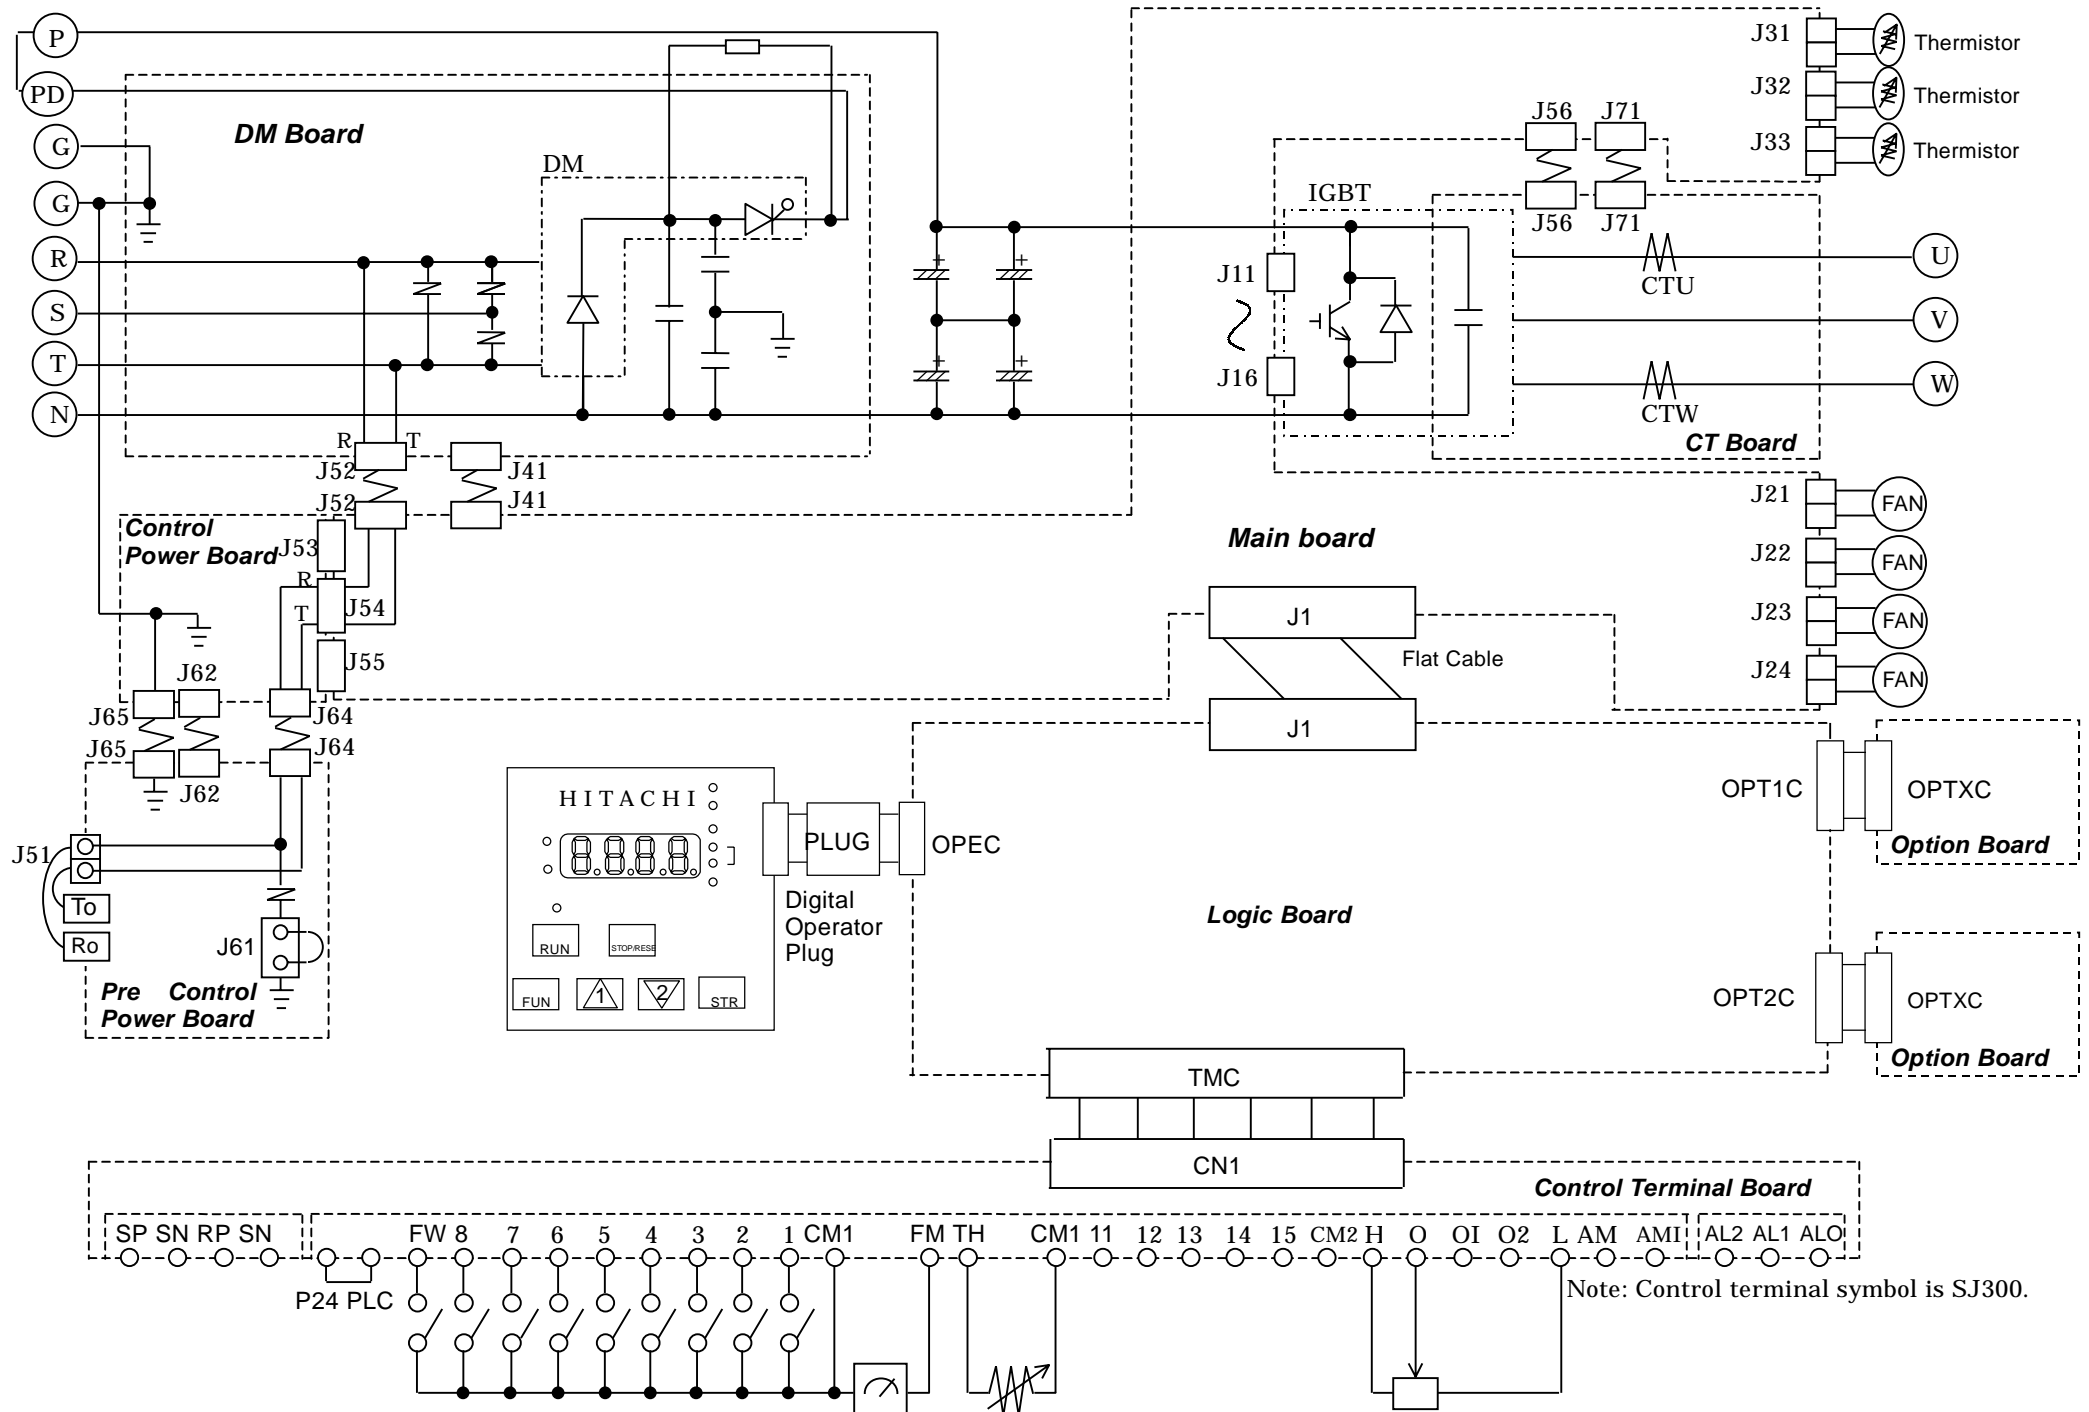 P
PD
G
G
R
S
T
N
DM Board
DM
J31
Thermistor
J32
Thermistor
J33
Thermistor
J56 J71
J56 J71
IGBT
J11
J16
CTU
CTW
U
V
W
CT Board
R T
J52 J41
J52 J41
Control
Power Board
J53
R
T
J54
J55
J62
J65 J64
J65 J64
J62
Main board
J1
Flat Cable
J1
J21 FAN
J22 FAN
J23 FAN
J24 FAN
J51
To
Ro
J61
Pre Control
Power Board
HITACHI
8.8.8.8.
RUN STOP/RESE
FUN 1 2 STR
PLUG
OPEC
Digital
Operator
Plug
Logic Board
OPT1C OPTXC
Option Board
OPT2C OPTXC
Option Board
TMC
CN1
Control Terminal Board
SP SN RP SN FW 8 7 6 5 4 3 2 1 CM1 FM TH CM1 11 12 13 14 15 CM2 H O OI O2 L AM AMI AL2 AL1 ALO
P24 PLC
Note: Control terminal symbol is SJ300.